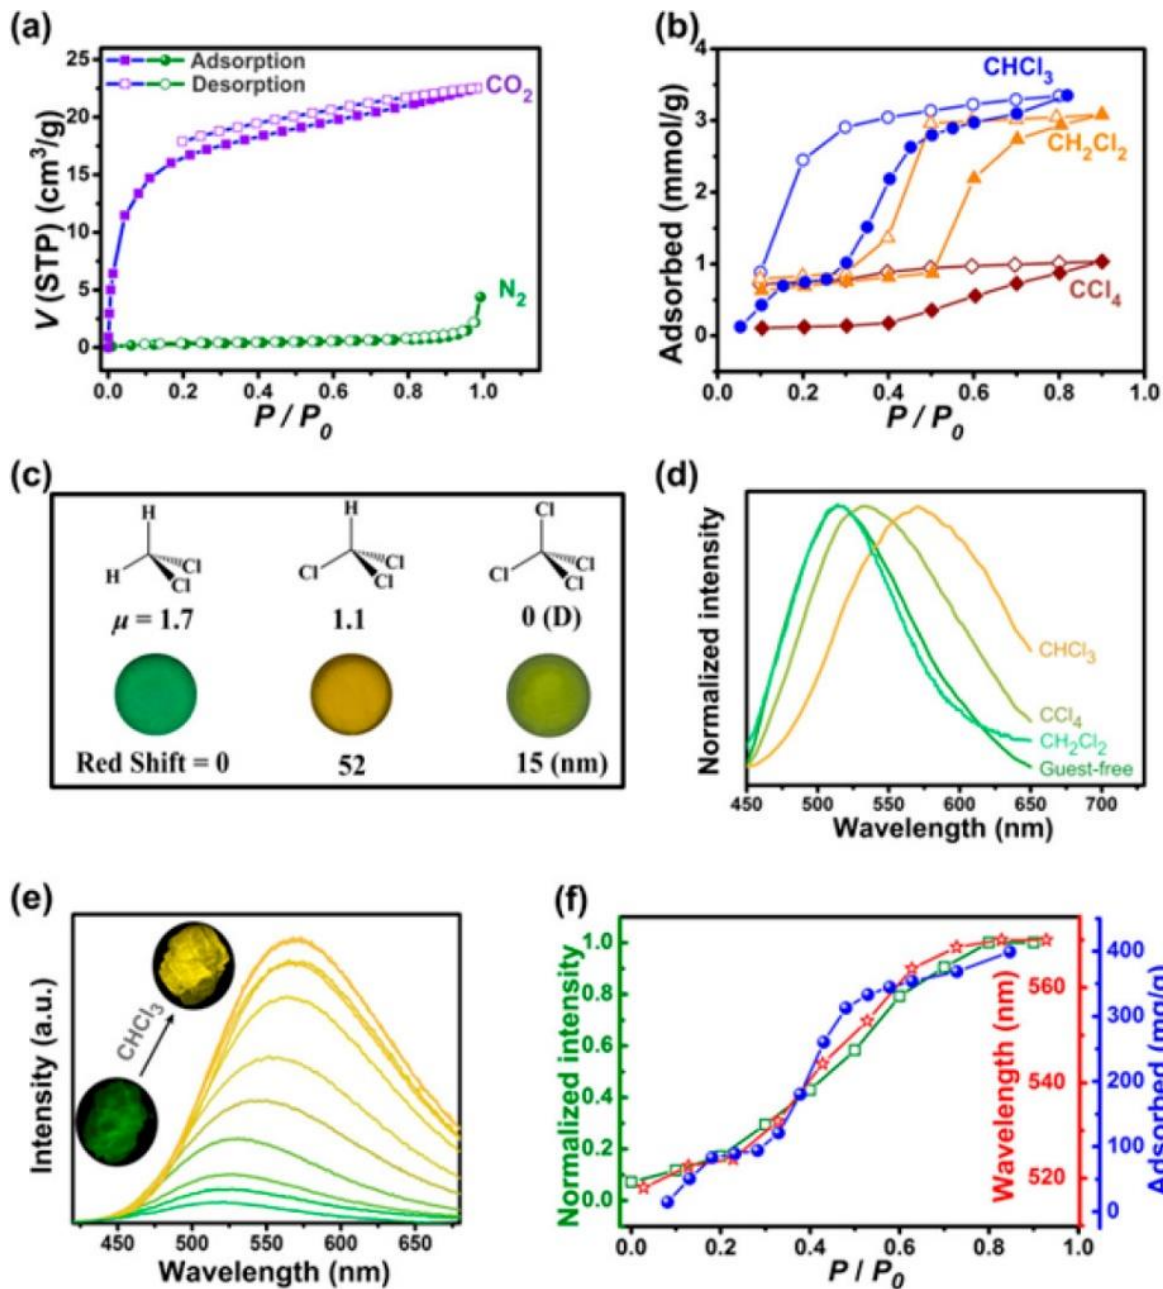 (a)
25
20
15
10
5
0
V (STP) (cm³/g)
Adsorption
Desorption
CO₂
N₂
0.0 0.2 0.4 0.6 0.8 1.0
P / P₀
(b)
4
3
2
1
0
Adsorbed (mmol/g)
CHCl₃
CH₂Cl₂
CCl₄
0.0 0.2 0.4 0.6 0.8 1.0
P / P₀
(c)
H H Cl
H Cl Cl Cl Cl Cl Cl Cl Cl
μ = 1.7 1.1 0 (D)
Red Shift = 0 52 15 (nm)
(d)
Normalized intensity
CHCl₃
CCl₄
CH₂Cl₂
Guest-free
450 500 550 600 650 700
Wavelength (nm)
(e)
Intensity (a.u.)
CHCl₃
450 500 550 600 650
Wavelength (nm)
(f)
1.0
0.8
0.6
0.4
0.2
0.0
Normalized intensity
560
540
520
Wavelength (nm)
400
300
200
100
0
Adsorbed (mg/g)
0.0 0.2 0.4 0.6 0.8 1.0
P / P₀